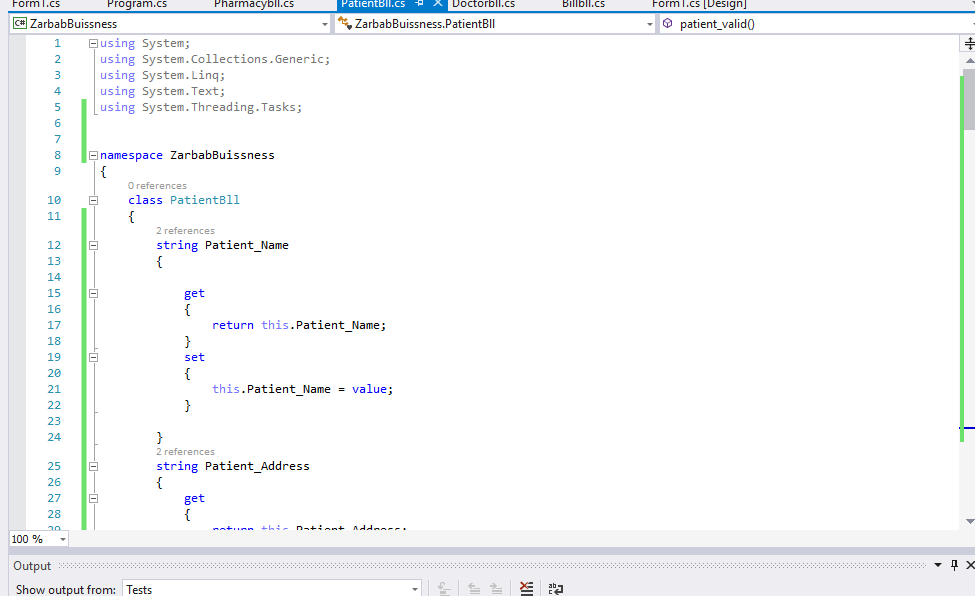 Form1.cs Program.cs Pharmacybll.cs PatientBll.cs Doctorbll.cs Billbll.cs Form1.cs [Design]
C# ZarbabBuissness ZarbabBuissness.PatientBll patient_valid()
1 using System;
2 using System.Collections.Generic;
3 using System.Linq;
4 using System.Text;
5 using System.Threading.Tasks;
6
7
8 namespace ZarbabBuissness
9 {
0 references
10 class PatientBll
11 {
2 references
12 string Patient_Name
13 {
14
15 get
16 {
17 return this.Patient_Name;
18 }
19 set
20 {
21 this.Patient_Name = value;
22 }
23
24 }
2 references
25 string Patient_Address
26 {
27 get
28 {
29 return this.Patient_Address;
100 %
Output
Show output from: Tests